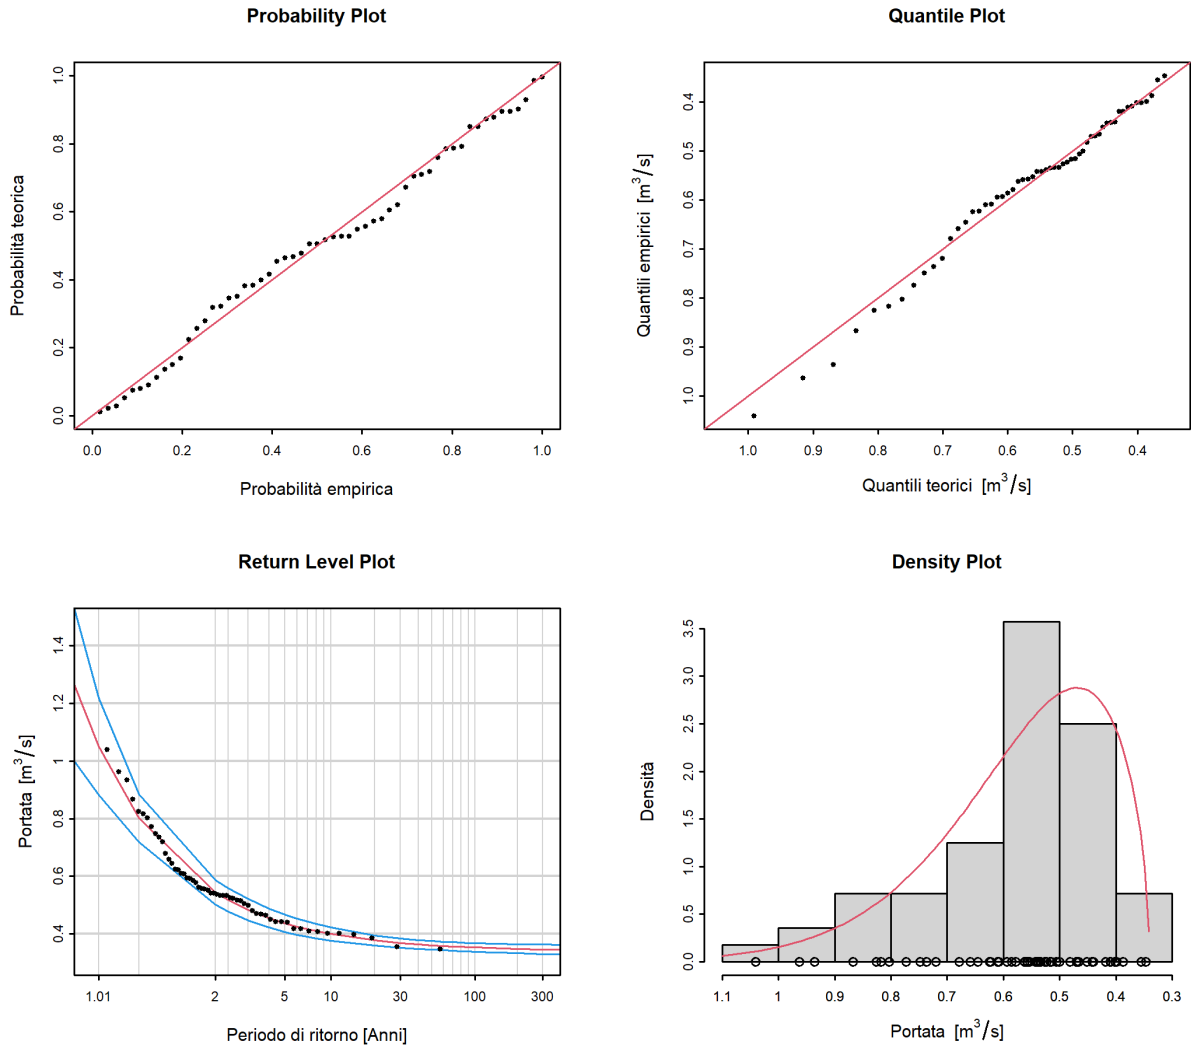 Probability Plot
Probabilità teorica
1.0
0.8
0.6
0.4
0.2
0.0
0.0 0.2 0.4 0.6 0.8 1.0
Probabilità empirica
Quantile Plot
Quantili empirici [m³/s]
0.4
0.5
0.6
0.7
0.8
0.9
1.0
1.0 0.9 0.8 0.7 0.6 0.5 0.4
Quantili teorici [m³/s]
Return Level Plot
Portata [m³/s]
1.4
1.2
1
0.8
0.6
0.4
1.01 2 5 10 30 100 300
Periodo di ritorno [Anni]
Density Plot
Densità
3.5
3.0
2.5
2.0
1.5
1.0
0.5
0.0
1.1 1 0.9 0.8 0.7 0.6 0.5 0.4 0.3
Portata [m³/s]